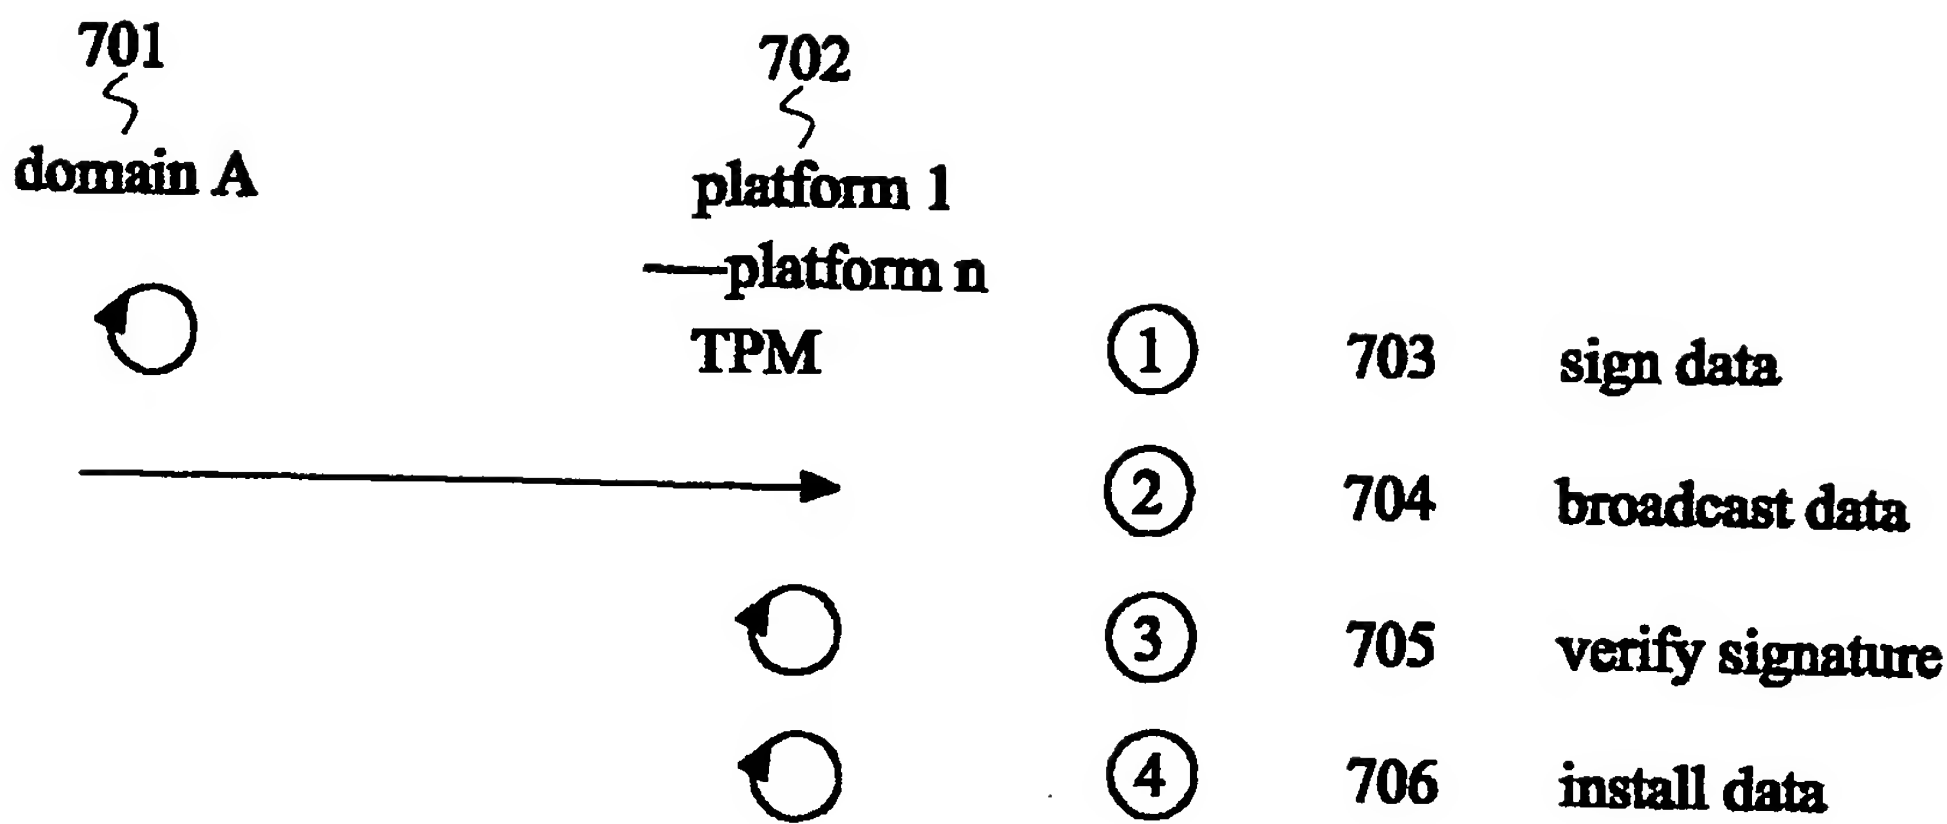 701
702
domain A
platform 1
platform n
TPM
1 703 sign data
2 704 broadcast data
3 705 verify signature
4 706 install data